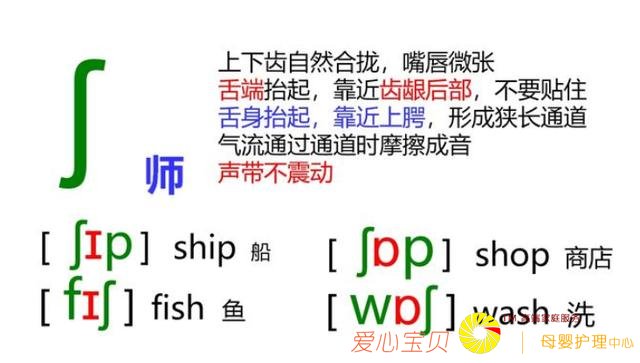 ʃ
师
上下齿自然合拢，嘴唇微张
舌端抬起，靠近齿龈后部，不要贴住
舌身抬起，靠近上腭，形成狭长通道
气流通过通道时摩擦成音
声带不震动
[ ʃɪp ] ship 船
[ ʃɒp ] shop 商店
[ fɪʃ ] fish 鱼
[ wɒʃ ] wash 洗
爱心宝贝
母婴护理中心